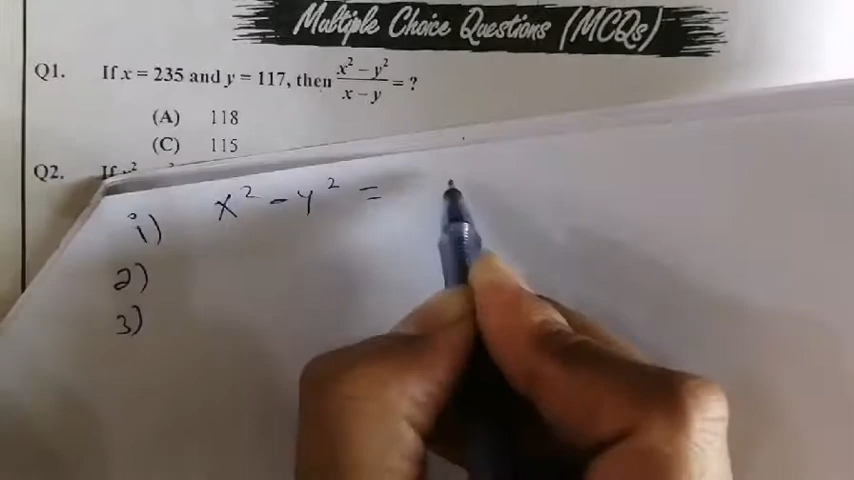 Multiple Choice Questions (MCQs)
Q1. If x = 235 and y = 117, then (x² − y²)/(x − y) = ?
(A) 118
(C) 115
Q2. If
i) x² - y² =
2)
3)